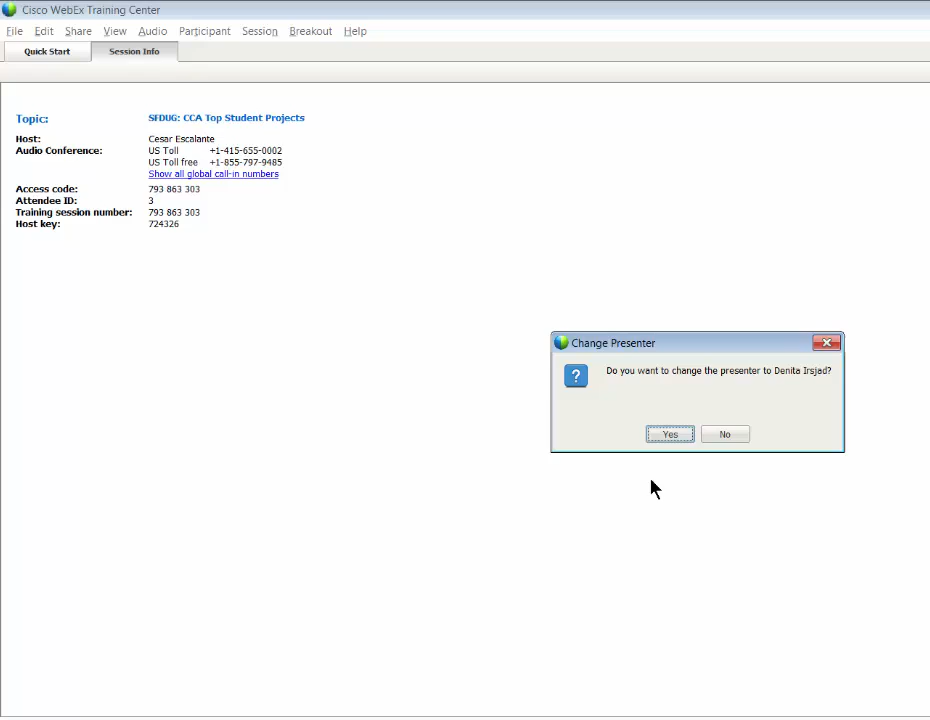 Cisco WebEx Training Center
File Edit Share View Audio Participant Session Breakout Help
Quick Start Session Info
Topic: SFDUG: CCA Top Student Projects
Host: Cesar Escalante
Audio Conference: US Toll +1-415-655-0002
US Toll free +1-855-797-9485
Show all global call-in numbers
Access code: 793 863 303
Attendee ID: 3
Training session number: 793 863 303
Host key: 724326
Change Presenter
? Do you want to change the presenter to Denita Irsjad?
Yes No